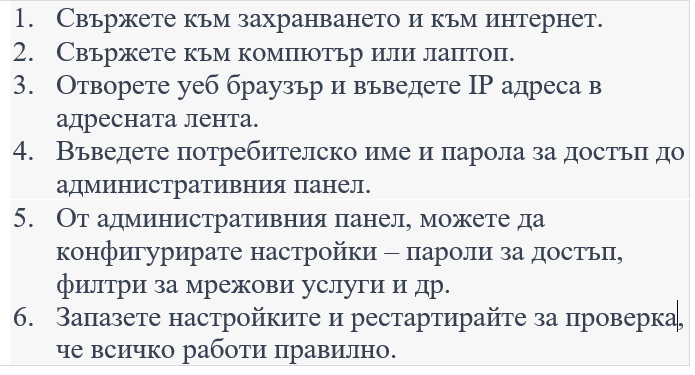 1. Свържете към захранването и към интернет.
2. Свържете към компютър или лаптоп.
3. Отворете уеб браузър и въведете IP адреса в
адресната лента.
4. Въведете потребителско име и парола за достъп до
административния панел.
5. От административния панел, можете да
конфигурирате настройки – пароли за достъп,
филтри за мрежови услуги и др.
6. Запазете настройките и рестартирайте за проверка,
че всичко работи правилно.